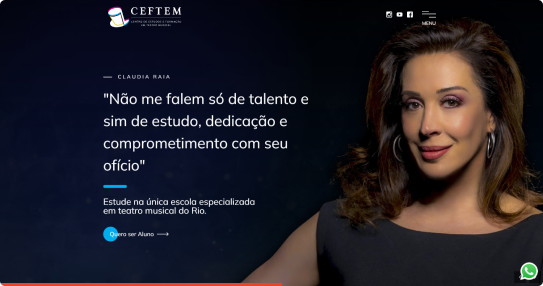 CEFTEM
CENTRO DE ESTUDOS E FORMAÇÃO
EM TEATRO MUSICAL
MENU
CLAUDIA RAIA
"Não me falem só de talento e
sim de estudo, dedicação e
comprometimento com seu
ofício"
Estude na única escola especializada
em teatro musical do Rio.
Quero ser Aluno